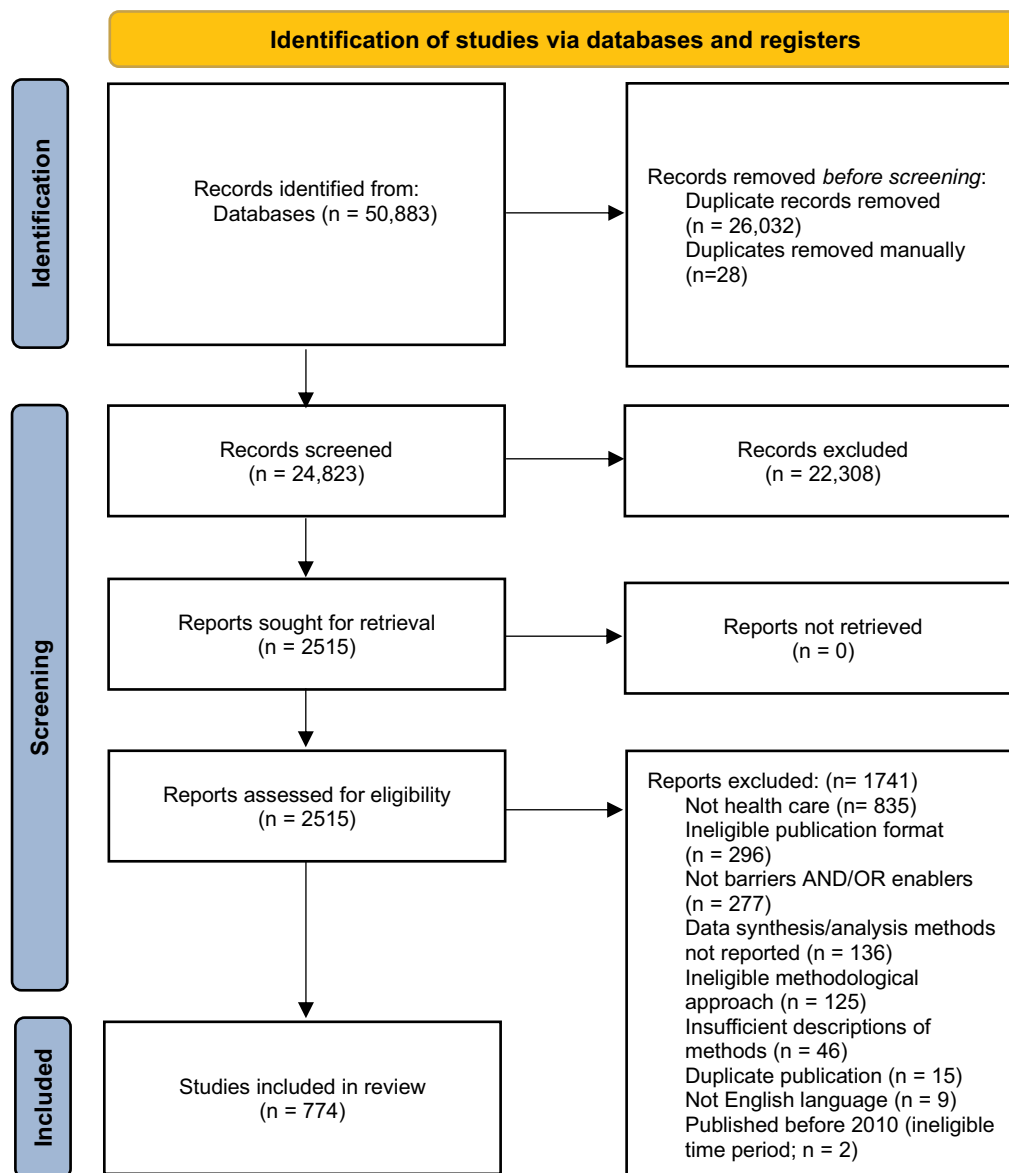 Identification of studies via databases and registers
Identification
Records identified from:
Databases (n = 50,883)
Records removed before screening:
Duplicate records removed
(n = 26,032)
Duplicates removed manually
(n=28)
Screening
Records screened
(n = 24,823)
Records excluded
(n = 22,308)
Reports sought for retrieval
(n = 2515)
Reports not retrieved
(n = 0)
Reports assessed for eligibility
(n = 2515)
Reports excluded: (n= 1741)
Not health care (n= 835)
Ineligible publication format
(n = 296)
Not barriers AND/OR enablers
(n = 277)
Data synthesis/analysis methods
not reported (n = 136)
Ineligible methodological
approach (n = 125)
Insufficient descriptions of
methods (n = 46)
Duplicate publication (n = 15)
Not English language (n = 9)
Published before 2010 (ineligible
time period; n = 2)
Included
Studies included in review
(n = 774)